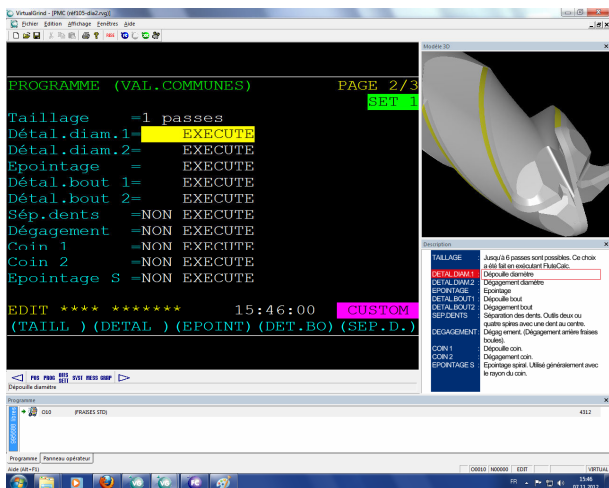 VirtualGrind - [PMC (réf105-dia2.rvg)]
Fichier Edition Affichage Fenêtres Aide
Modèle 3D
PROGRAMME (VAL.COMMUNES) PAGE 2/3
SET 1
Taillage =1 passes
Détal.diam.1= EXECUTE
Détal.diam.2= EXECUTE
Epointage = EXECUTE
Détal.bout 1= EXECUTE
Détal.bout 2= EXECUTE
Sép.dents =NON EXECUTE
Dégagement =NON EXECUTE
Coin 1 =NON EXECUTE
Coin 2 =NON EXECUTE
Epointage S =NON EXECUTE
EDIT **** ******* 15:46:00 CUSTOM
(TAILL )(DETAL )(EPOINT)(DET.BO)(SEP.D.)
POS PROG OFFS SETT SYST MESS GRAP
Dépouille diamètre
Description
TAILLAGE : Jusqu'à 6 passes sont possibles. Ce choix
a été fait en exécutant FluteCalc.
DETAL.DIAM.1 : Dépouille diamètre
DETAL.DIAM.2 : Dégagement diamètre
EPOINTAGE : Epointage
DETAL.BOUT1 : Dépouille bout
DETAL.BOUT2 : Dégagement bout
SEP.DENTS : Séparation des dents. Outils deux ou
quatre spires avec une dent au centre.
DEGAGEMENT : Dégag ement. (Dégagement arrière fraises
boules).
COIN 1 : Dépouille coin.
COIN 2 : Dégagement coin.
EPOINTAGE S : Epointage spiral. Utilisé généralement avec
le rayon du coin.
Programme
O10 (FRAISES STD) 4312
Programme Panneau opérateur
Aide (Alt+F1) O0010 N00000 EDIT VIRTUAL
FR 15:46
07.11.2012